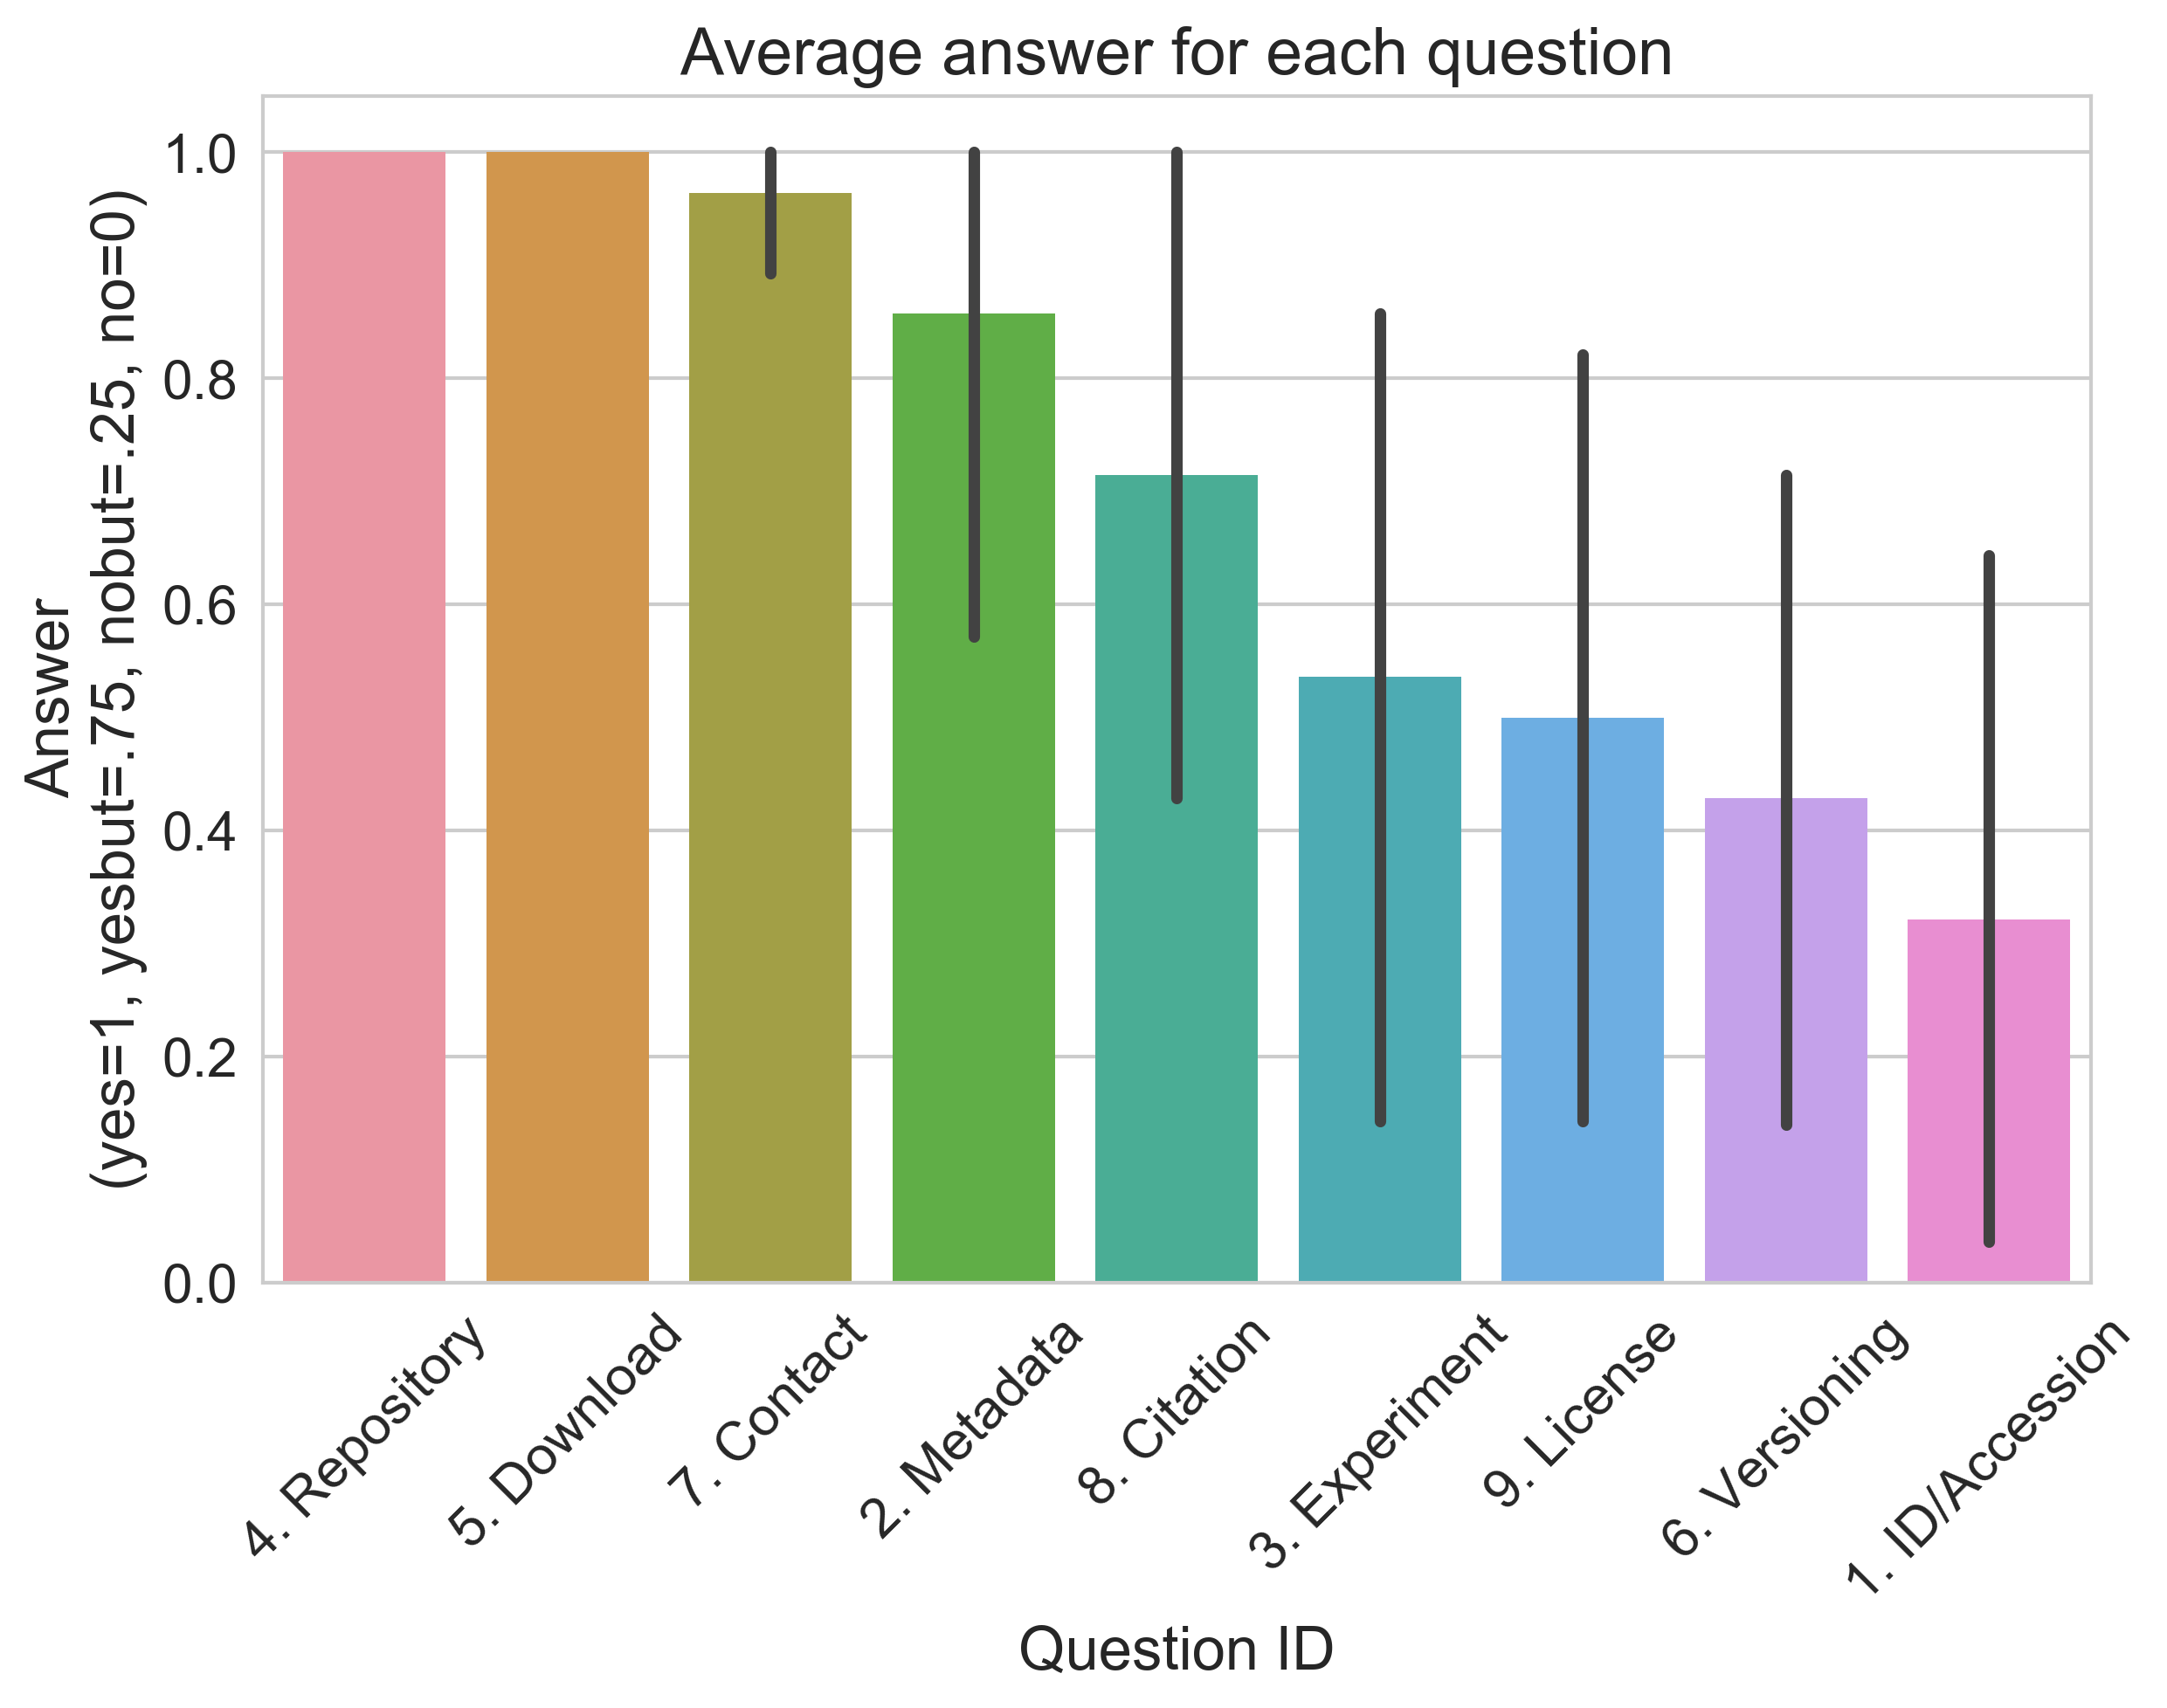 Average answer for each question
Answer
(yes=1, yesbut=.75, nobut=.25, no=0)
1.0
0.8
0.6
0.4
0.2
0.0
4. Repository
5. Download
7. Contact
2. Metadata
8. Citation
3. Experiment
9. License
6. Versioning
1. ID/Accession
Question ID